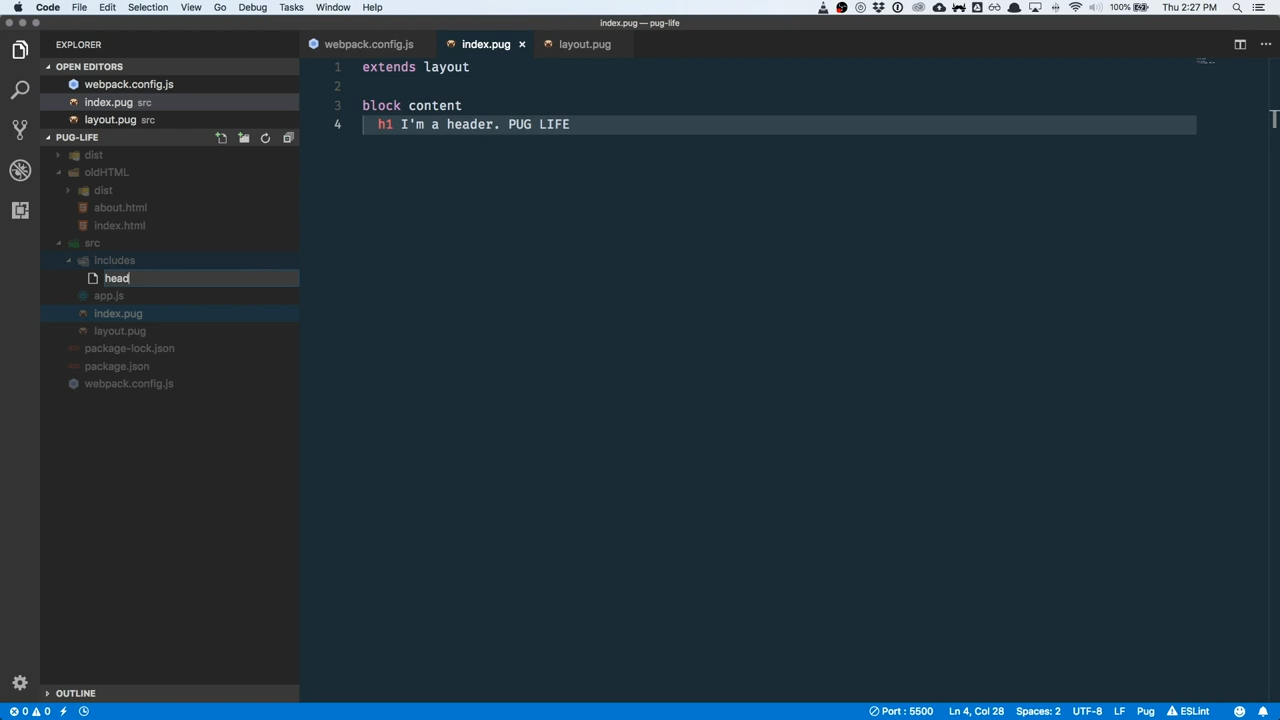 Code File Edit Selection View Go Debug Tasks Window Help 100% Thu 2:27 PM
index.pug — pug-life
EXPLORER
webpack.config.js index.pug layout.pug
OPEN EDITORS
webpack.config.js
index.pug src
layout.pug src
PUG-LIFE
dist
oldHTML
dist
about.html
index.html
src
includes
head
app.js
index.pug
layout.pug
package-lock.json
package.json
webpack.config.js
OUTLINE
1 extends layout
2
3 block content
4 h1 I'm a header. PUG LIFE
0 0 Port : 5500 Ln 4, Col 28 Spaces: 2 UTF-8 LF Pug ESLint